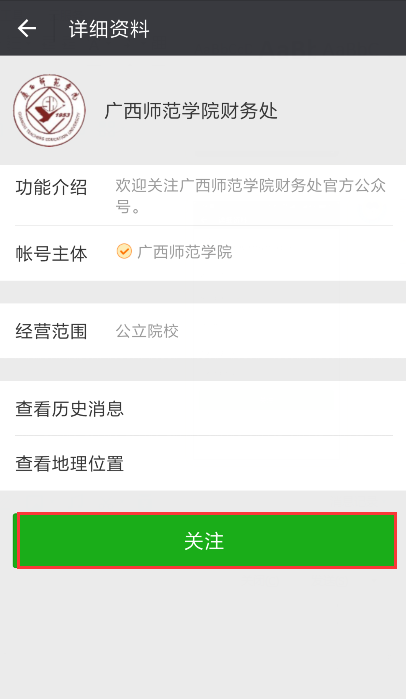 详细资料
广西师范学院财务处
功能介绍 欢迎关注广西师范学院财务处官方公众
号。
帐号主体 广西师范学院
经营范围 公立院校
查看历史消息
查看地理位置
关注